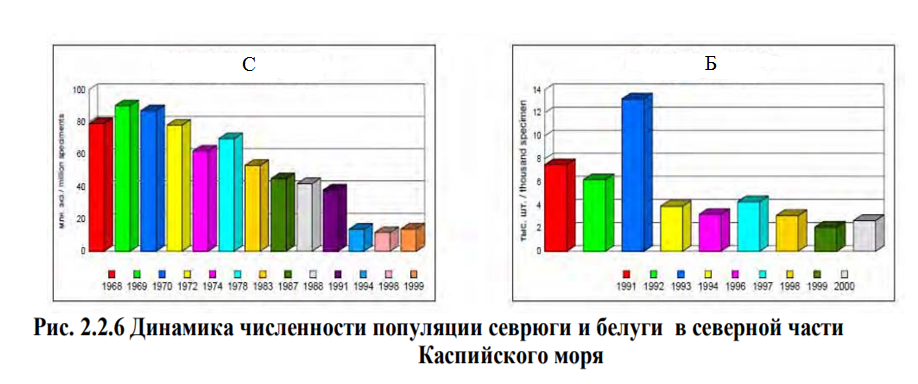 С
млн. экз / million speciments
100
80
60
40
20
0
1968 1969 1970 1972 1974 1978 1983 1987 1988 1991 1994 1998 1999
Б
тыс. шт. / thousand specimen
14
12
10
8
6
4
2
0
1991 1992 1993 1994 1996 1997 1998 1999 2000
Рис. 2.2.6 Динамика численности популяции севрюги и белуги в северной части
Каспийского моря